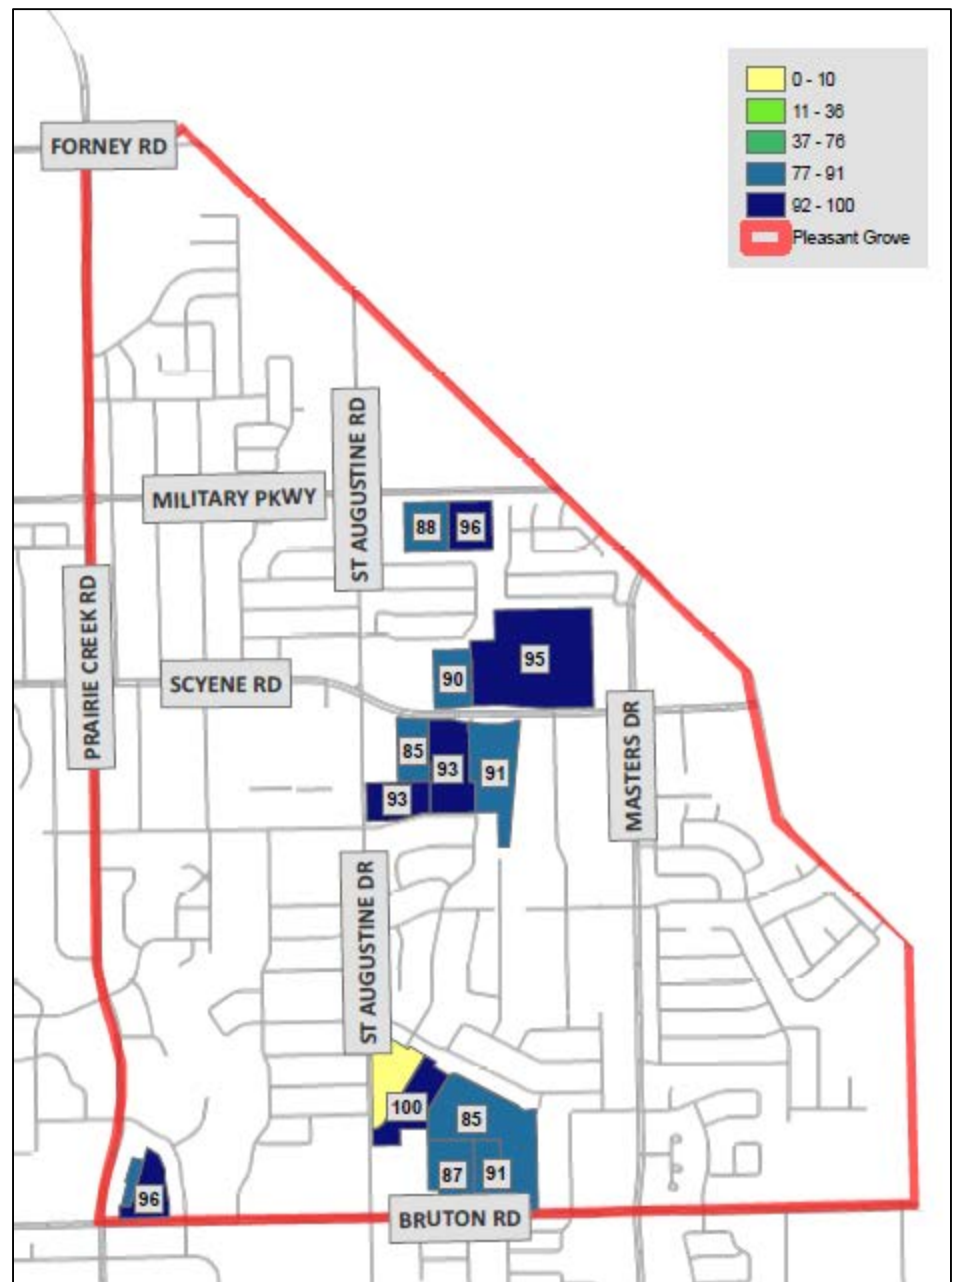 0 - 10
11 - 36
37 - 76
77 - 91
92 - 100
Pleasant Grove
FORNEY RD
ST AUGUSTINE RD
MILITARY PKWY
88
96
PRAIRIE CREEK RD
SCYENE RD
90
95
MASTERS DR
85
93
91
93
ST AUGUSTINE DR
100
85
87
91
96
BRUTON RD